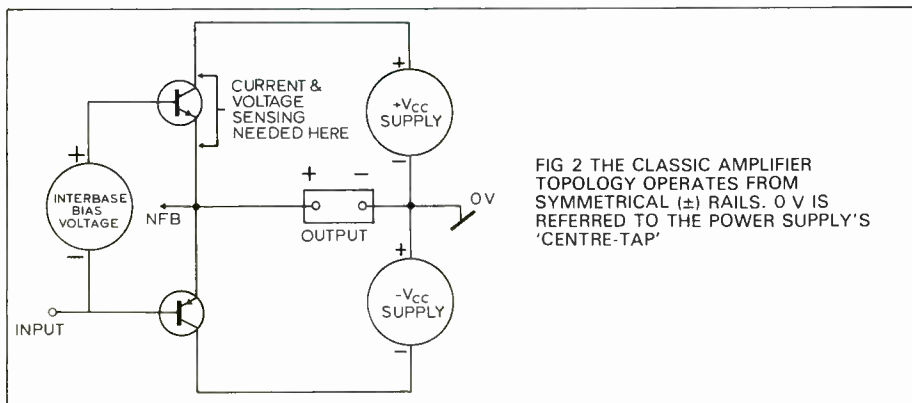 CURRENT &
VOLTAGE
SENSING
NEEDED HERE
+
+VCC
SUPPLY
−
+
INTERBASE
BIAS
VOLTAGE
−
NFB
+ −
OUTPUT
0V
+
−VCC
SUPPLY
−
INPUT
FIG 2 THE CLASSIC AMPLIFIER
TOPOLOGY OPERATES FROM
SYMMETRICAL (±) RAILS. 0 V IS
REFERRED TO THE POWER SUPPLY'S
'CENTRE-TAP'